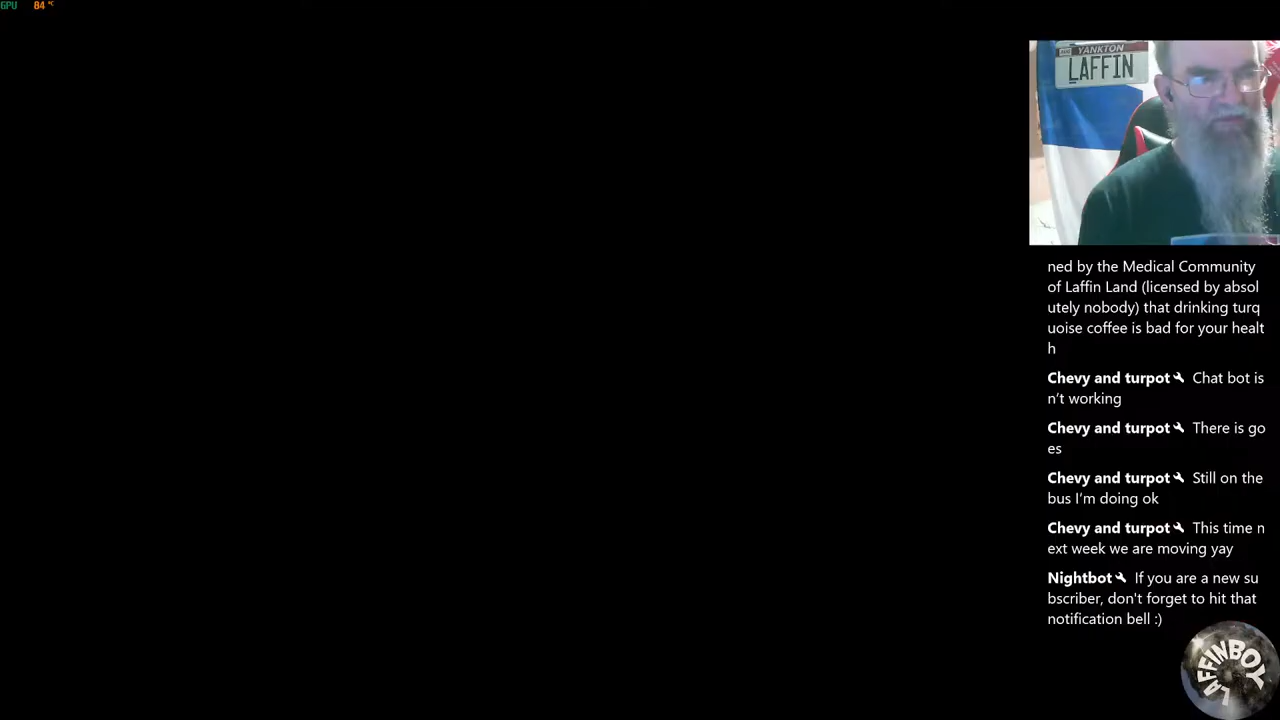 GPU 84 °C
YANKTON
LAFFIN
ned by the Medical Community
of Laffin Land (licensed by absol
utely nobody) that drinking turq
uoise coffee is bad for your healt
h
Chevy and turpot Chat bot is
n't working
Chevy and turpot There is go
es
Chevy and turpot Still on the
bus I'm doing ok
Chevy and turpot This time n
ext week we are moving yay
Nightbot If you are a new su
bscriber, don't forget to hit that
notification bell :)
LAFFINBOY